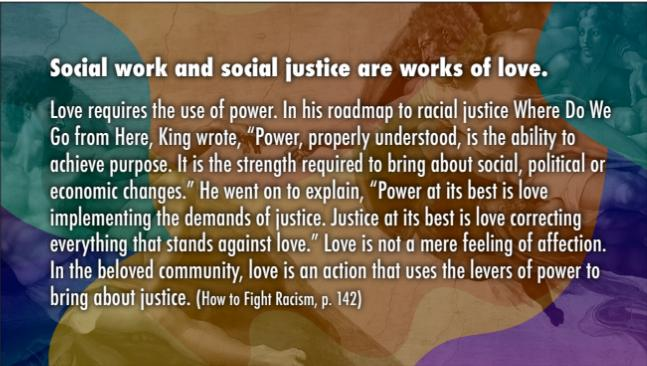 Social work and social justice are works of love.
Love requires the use of power. In his roadmap to racial justice Where Do We
Go from Here, King wrote, “Power, properly understood, is the ability to
achieve purpose. It is the strength required to bring about social, political or
economic changes.” He went on to explain, “Power at its best is love
implementing the demands of justice. Justice at its best is love correcting
everything that stands against love.” Love is not a mere feeling of affection.
In the beloved community, love is an action that uses the levers of power to
bring about justice. (How to Fight Racism, p. 142)